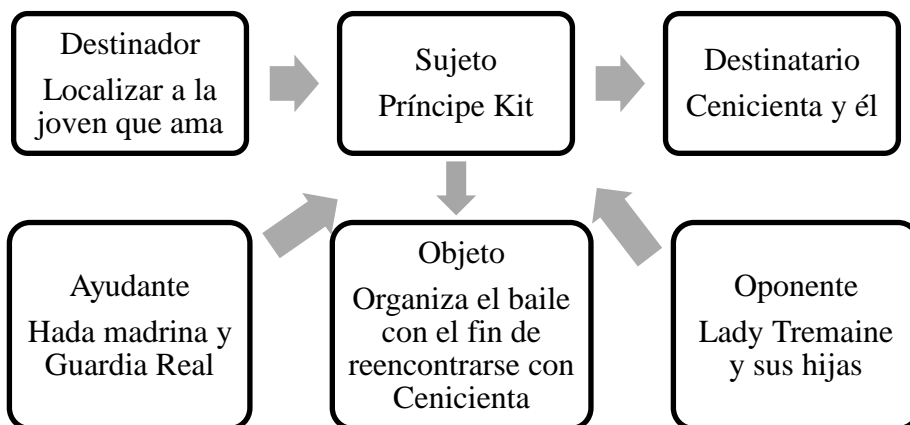 Destinador
Localizar a la
joven que ama
Sujeto
Príncipe Kit
Destinatario
Cenicienta y él
Ayudante
Hada madrina y
Guardia Real
Objeto
Organiza el baile
con el fin de
reencontrarse con
Cenicienta
Oponente
Lady Tremaine
y sus hijas